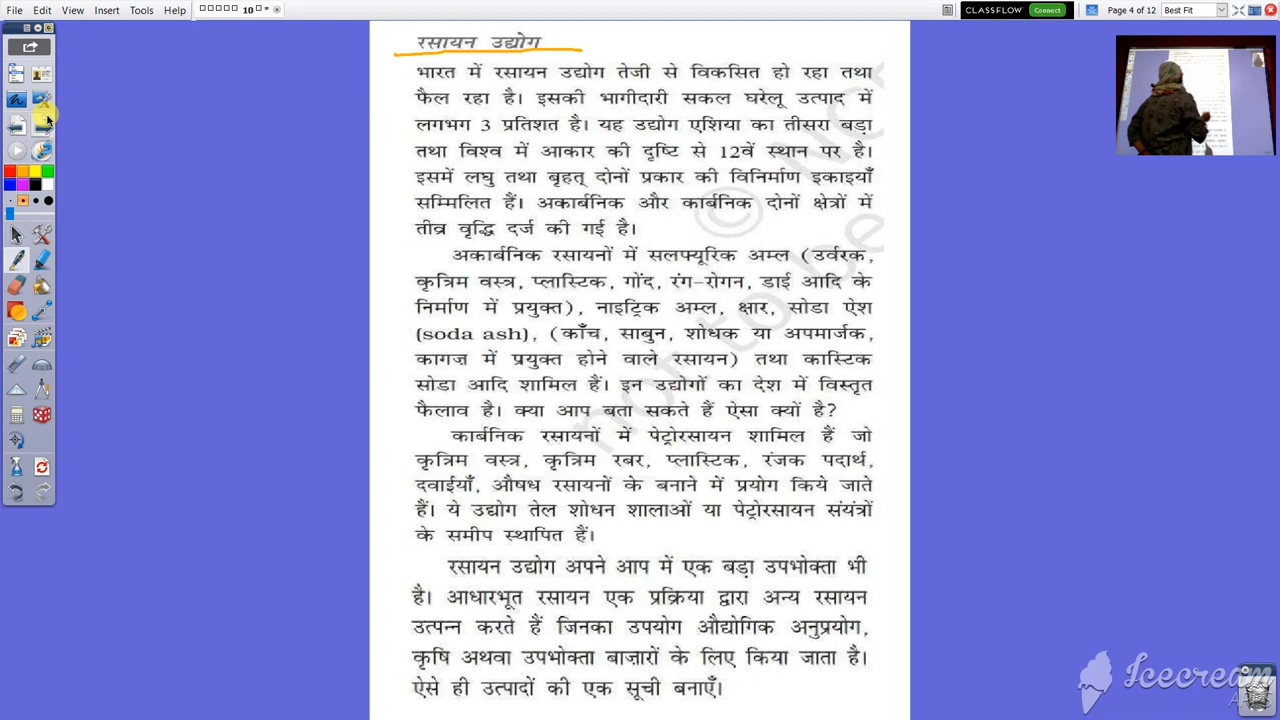 File Edit View Insert Tools Help
10 *
CLASSFLOW Connect
Page 4 of 12
Best Fit
रसायन उद्योग
भारत में रसायन उद्योग तेजी से विकसित हो रहा तथा
फैल रहा है। इसकी भागीदारी सकल घरेलू उत्पाद में
लगभग 3 प्रतिशत है। यह उद्योग एशिया का तीसरा बड़ा
तथा विश्व में आकार की दृष्टि से 12वें स्थान पर है।
इसमें लघु तथा बृहत् दोनों प्रकार की विनिर्माण इकाइयाँ
सम्मिलित हैं। अकार्बनिक और कार्बनिक दोनों क्षेत्रों में
तीव्र वृद्धि दर्ज की गई है।
अकार्बनिक रसायनों में सलफ्यूरिक अम्ल (उर्वरक,
कृत्रिम वस्त्र, प्लास्टिक, गोंद, रंग-रोगन, डाई आदि के
निर्माण में प्रयुक्त), नाइट्रिक अम्ल, क्षार, सोडा ऐश
(soda ash), (काँच, साबुन, शोधक या अपमार्जक,
कागज़ में प्रयुक्त होने वाले रसायन) तथा कास्टिक
सोडा आदि शामिल हैं। इन उद्योगों का देश में विस्तृत
फैलाव है। क्या आप बता सकते हैं ऐसा क्यों है?
कार्बनिक रसायनों में पेट्रोरसायन शामिल हैं जो
कृत्रिम वस्त्र, कृत्रिम रबर, प्लास्टिक, रंजक पदार्थ,
दवाईयाँ, औषध रसायनों के बनाने में प्रयोग किये जाते
हैं। ये उद्योग तेल शोधन शालाओं या पेट्रोरसायन संयंत्रों
के समीप स्थापित हैं।
रसायन उद्योग अपने आप में एक बड़ा उपभोक्ता भी
है। आधारभूत रसायन एक प्रक्रिया द्वारा अन्य रसायन
उत्पन्न करते हैं जिनका उपयोग औद्योगिक अनुप्रयोग,
कृषि अथवा उपभोक्ता बाज़ारों के लिए किया जाता है।
ऐसे ही उत्पादों की एक सूची बनाएँ।
not to be
Icecream